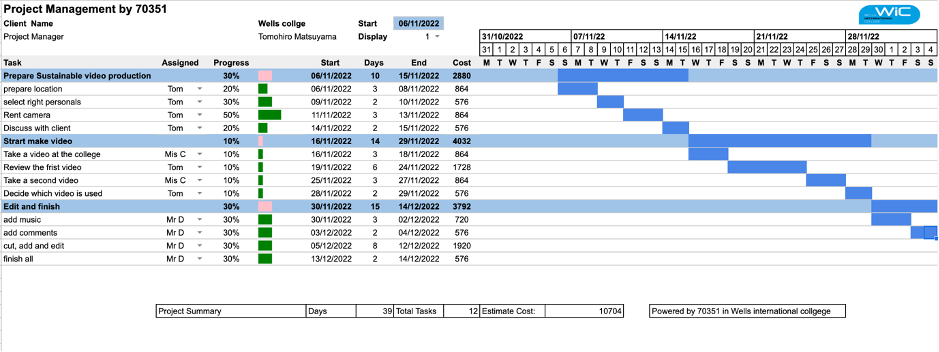 Project Management by 70351
WiC
Client Name Wells collge Start 06/11/2022
Project Manager Tomohiro Matsuyama Display 1 31/10/2022 07/11/2022 14/11/2022 21/11/2022 28/11/22
31 1 2 3 4 5 6 7 8 9 10 11 12 13 14 15 16 17 18 19 20 21 22 23 24 25 26 27 28 29 30 1 2 3 4
Task Assigned Progress Start Days End Cost M T W T F S S M T W T F S S M T W T F S S M T W T F S S M T W T F S S
Prepare Sustainable video production 30% 06/11/2022 10 15/11/2022 2880
prepare location Tom 20% 06/11/2022 3 08/11/2022 864
select right personals Tom 30% 09/11/2022 2 10/11/2022 576
Rent camera Tom 50% 11/11/2022 3 13/11/2022 864
Discuss with client Tom 20% 14/11/2022 2 15/11/2022 576
Strart make video 10% 16/11/2022 14 29/11/2022 4032
Take a video at the college Mis C 10% 16/11/2022 3 18/11/2022 864
Review the frist video Tom 10% 19/11/2022 6 24/11/2022 1728
Take a second video Mis C 10% 25/11/2022 3 27/11/2022 864
Decide which video is used Tom 10% 28/11/2022 2 29/11/2022 576
Edit and finish 30% 30/11/2022 15 14/12/2022 3792
add music Mr D 30% 30/11/2022 3 02/12/2022 720
add comments Mr D 30% 03/12/2022 2 04/12/2022 576
cut, add and edit Mr D 30% 05/12/2022 8 12/12/2022 1920
finish all Mr D 30% 13/12/2022 2 14/12/2022 576
Project Summary Days 39 Total Tasks 12 Estimate Cost: 10704 Powered by 70351 in Wells international collgege